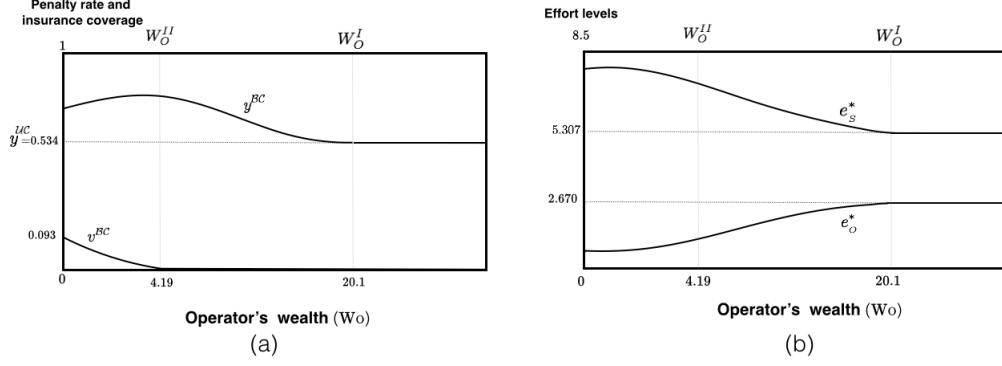 Penalty rate and
insurance coverage
1
W_O^{II}
W_O^I
y^{BC}
y^{UC}=0.534
0.093
v^{BC}
0
4.19
20.1
Operator's wealth (Wo)
(a)
Effort levels
8.5
W_O^{II}
W_O^I
e_S^*
5.307
2.670
e_O^*
0
4.19
20.1
Operator's wealth (Wo)
(b)